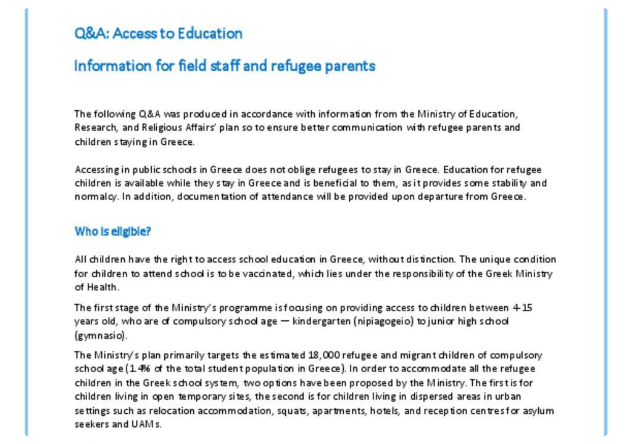 Q&A: Access to Education
Information for field staff and refugee parents
The following Q&A was produced in accordance with information from the Ministry of Education,
Research, and Religious Affairs' plan so to ensure better communication with refugee parents and
children staying in Greece.
Accessing in public schools in Greece does not oblige refugees to stay in Greece. Education for refugee
children is available while they stay in Greece and is beneficial to them, as it provides some stability and
normalcy. In addition, documentation of attendance will be provided upon departure from Greece.
Who is eligible?
All children have the right to access school education in Greece, without distinction. The unique condition
for children to attend school is to be vaccinated, which lies under the responsibility of the Greek Ministry
of Health.
The first stage of the Ministry's programme is focusing on providing access to children between 4-15
years old, who are of compulsory school age — kindergarten (nipiagogeio) to junior high school
(gymnasio).
The Ministry's plan primarily targets the estimated 18,000 refugee and migrant children of compulsory
school age (1.4% of the total student population in Greece). In order to accommodate all the refugee
children in the Greek school system, two options have been proposed by the Ministry. The first is for
children living in open temporary sites, the second is for children living in dispersed areas in urban
settings such as relocation accommodation, squats, apartments, hotels, and reception centres for asylum
seekers and UAMs.